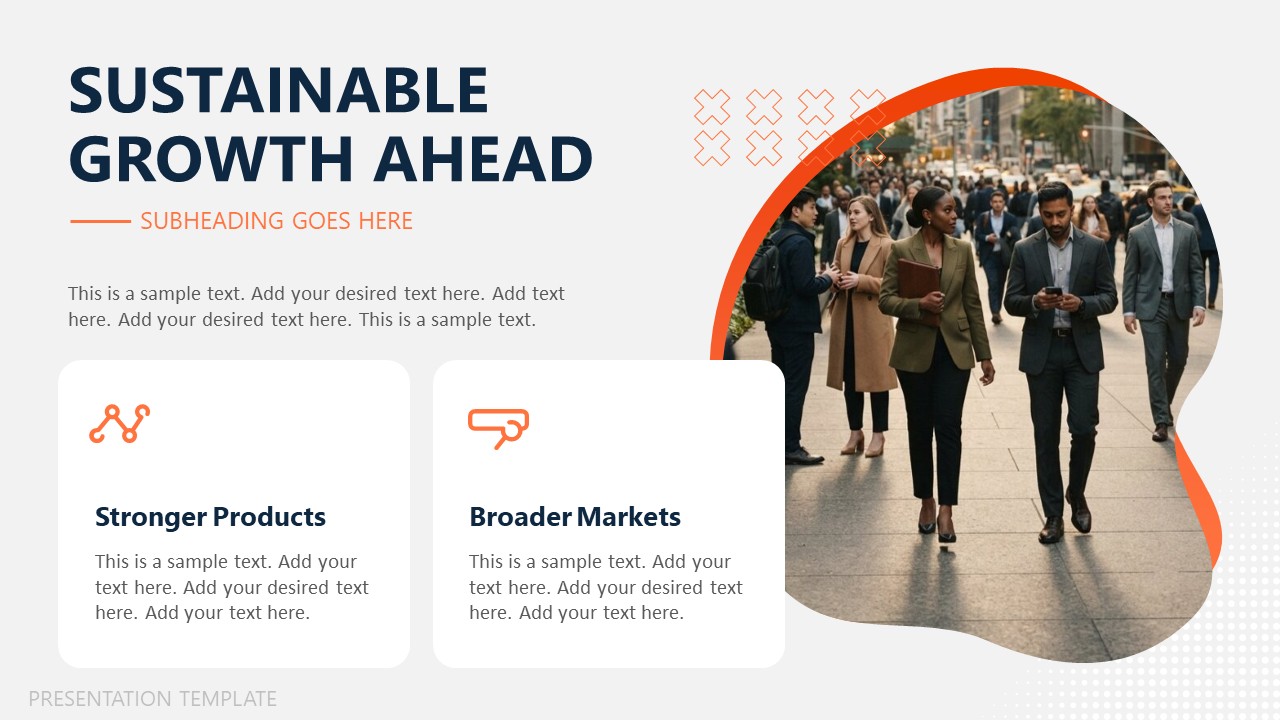 SUSTAINABLE
GROWTH AHEAD
SUBHEADING GOES HERE
This is a sample text. Add your desired text here. Add text
here. Add your desired text here. This is a sample text.
Stronger Products
This is a sample text. Add your
text here. Add your desired text
here. Add your text here.
Broader Markets
This is a sample text. Add your
text here. Add your desired text
here. Add your text here.
PRESENTATION TEMPLATE